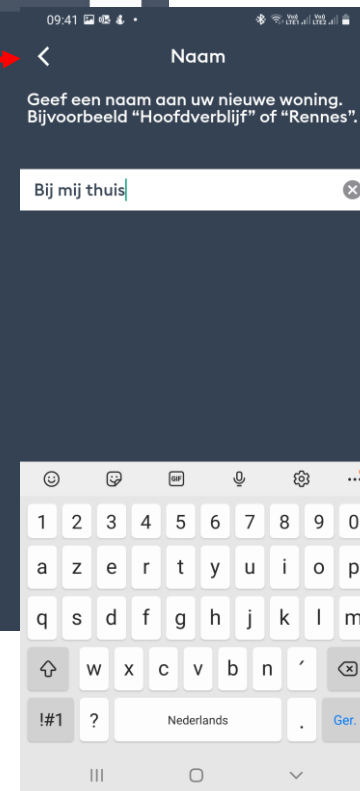 09:41
Naam
Geef een naam aan uw nieuwe woning.
Bijvoorbeeld “Hoofdverblijf” of “Rennes”.
Bij mij thuis
GIF
1 2 3 4 5 6 7 8 9 0
a z e r t y u i o p
q s d f g h j k l m
w x c v b n ´
!#1 ? Nederlands . Ger.